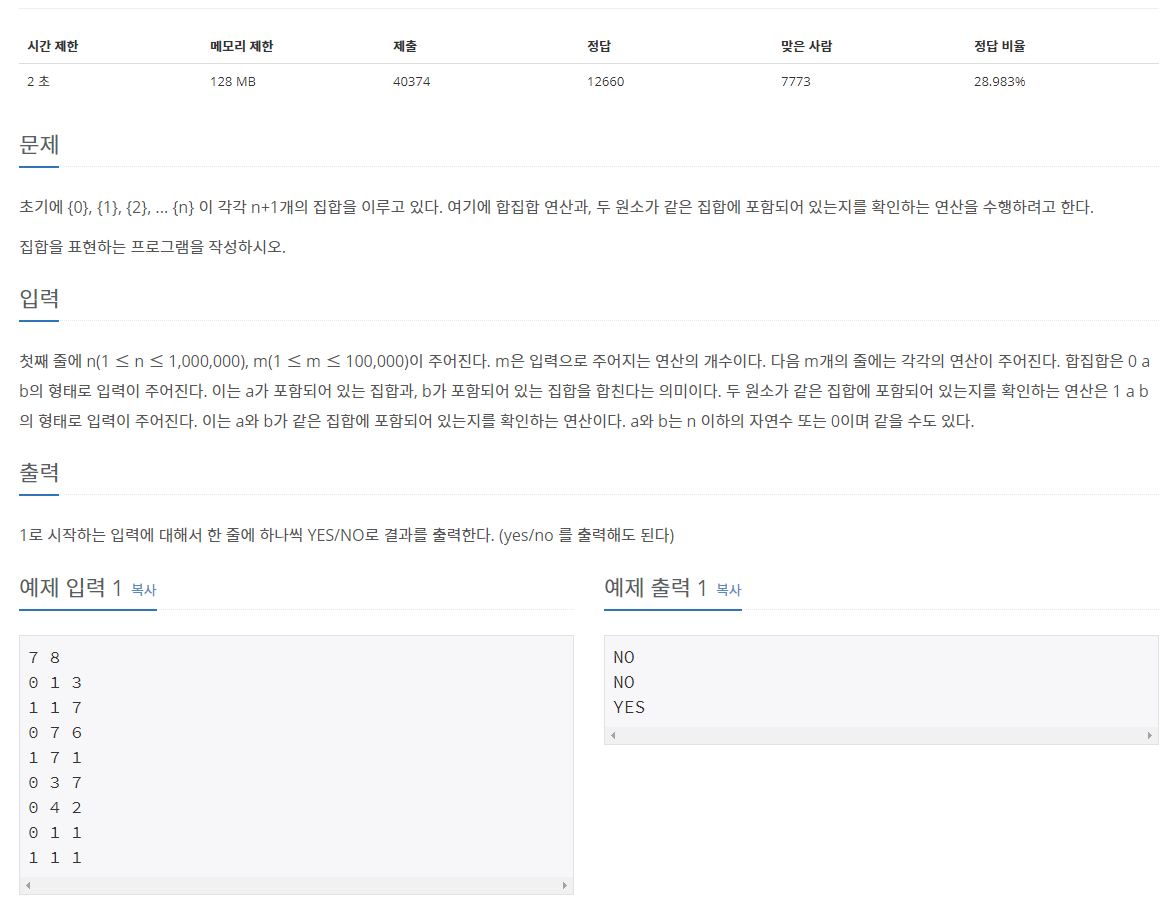 시간 제한 메모리 제한 제출 정답 맞은 사람 정답 비율
2 초 128 MB 40374 12660 7773 28.983%
문제
초기에 {0}, {1}, {2}, ... {n} 이 각각 n+1개의 집합을 이루고 있다. 여기에 합집합 연산과, 두 원소가 같은 집합에 포함되어 있는지를 확인하는 연산을 수행하려고 한다.
집합을 표현하는 프로그램을 작성하시오.
입력
첫째 줄에 n(1 ≤ n ≤ 1,000,000), m(1 ≤ m ≤ 100,000)이 주어진다. m은 입력으로 주어지는 연산의 개수이다. 다음 m개의 줄에는 각각의 연산이 주어진다. 합집합은 0 a
b의 형태로 입력이 주어진다. 이는 a가 포함되어 있는 집합과, b가 포함되어 있는 집합을 합친다는 의미이다. 두 원소가 같은 집합에 포함되어 있는지를 확인하는 연산은 1 a b
의 형태로 입력이 주어진다. 이는 a와 b가 같은 집합에 포함되어 있는지를 확인하는 연산이다. a와 b는 n 이하의 자연수 또는 0이며 같을 수도 있다.
출력
1로 시작하는 입력에 대해서 한 줄에 하나씩 YES/NO로 결과를 출력한다. (yes/no 를 출력해도 된다)
예제 입력 1 복사
7 8
0 1 3
1 1 7
0 7 6
1 7 1
0 3 7
0 4 2
0 1 1
1 1 1
예제 출력 1 복사
NO
NO
YES